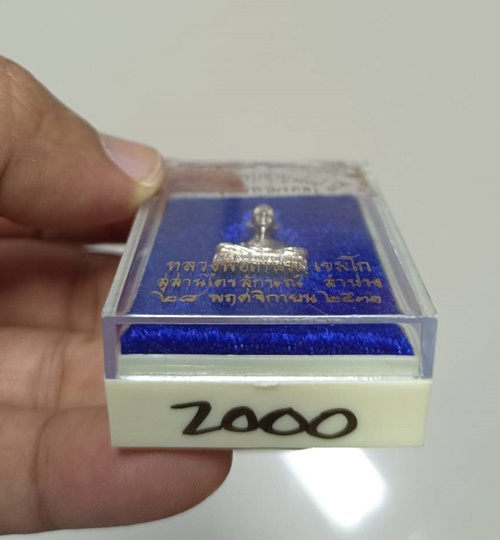 หลวงพ่อเกษม เขมโก
สุสานไตรลักษณ์ ลำปาง
๒๘ พฤศจิกายน ๒๕๓๑
2000